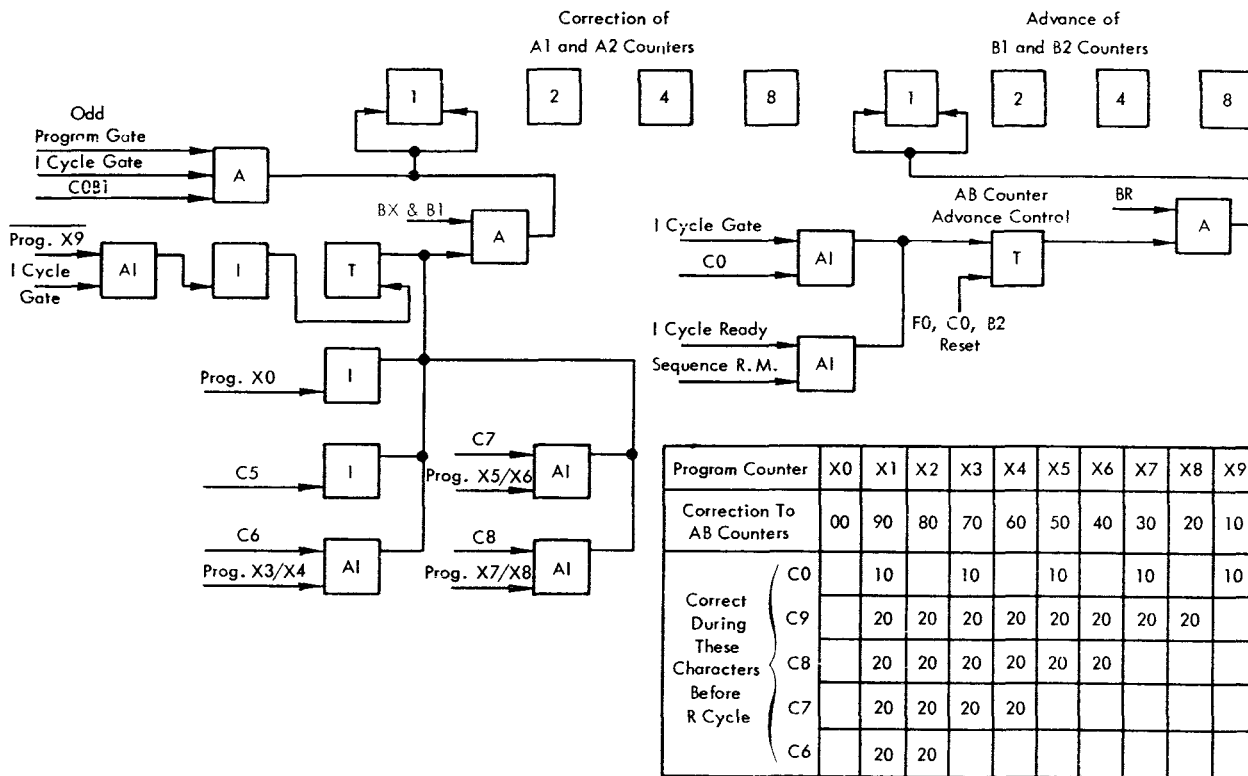 Correction of
A1 and A2 Counters
Advance of
B1 and B2 Counters
1
2
4
8
1
2
4
8
Odd
Program Gate
I Cycle Gate
C0B1
A
BX & B1
A
Prog. X9
I Cycle
Gate
AI
I
T
Prog. X0
I
C5
I
C6
Prog. X3/X4
AI
C7
Prog. X5/X6
AI
C8
Prog. X7/X8
AI
I Cycle Gate
C0
AI
I Cycle Ready
Sequence R.M.
AI
AB Counter
Advance Control
T
F0, C0, B2
Reset
BR
A
Program Counter X0 X1 X2 X3 X4 X5 X6 X7 X8 X9
Correction To
AB Counters
00 90 80 70 60 50 40 30 20 10
Correct
During
These
Characters
Before
R Cycle
C0 10 10 10 10 10
C9 20 20 20 20 20 20 20 20
C8 20 20 20 20 20 20
C7 20 20 20 20
C6 20 20